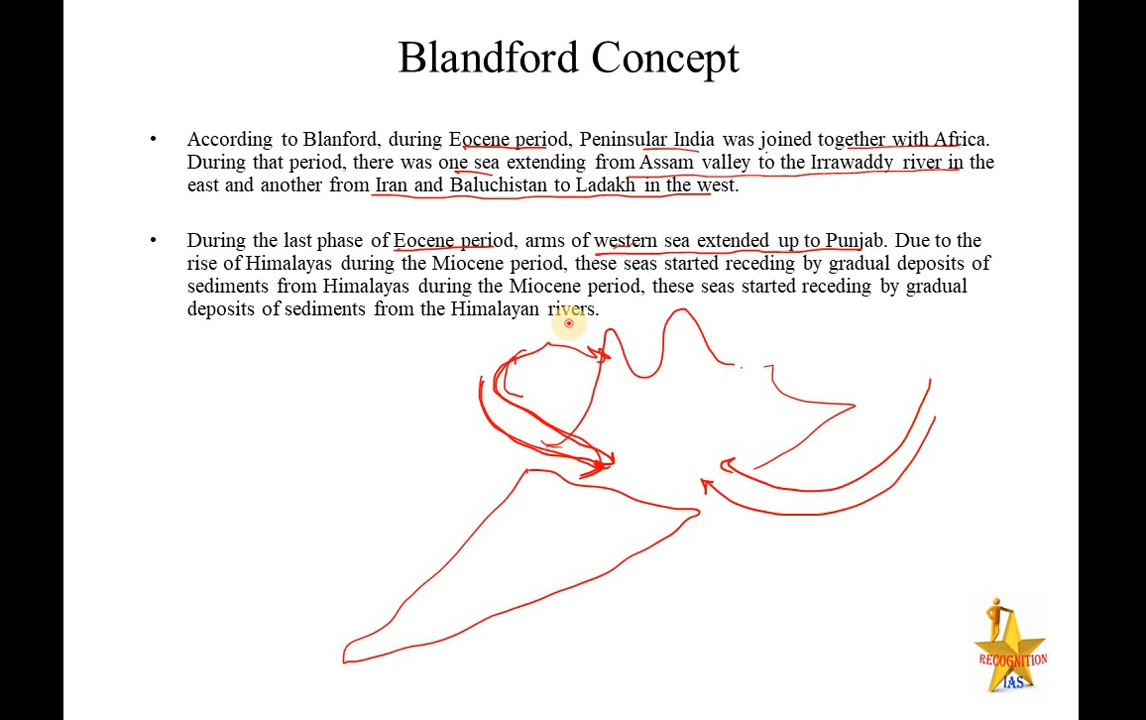 Blandford Concept
• According to Blanford, during Eocene period, Peninsular India was joined together with Africa.
During that period, there was one sea extending from Assam valley to the Irrawaddy river in the
east and another from Iran and Baluchistan to Ladakh in the west.
• During the last phase of Eocene period, arms of western sea extended up to Punjab. Due to the
rise of Himalayas during the Miocene period, these seas started receding by gradual deposits of
sediments from Himalayas during the Miocene period, these seas started receding by gradual
deposits of sediments from the Himalayan rivers.
RECOGNITION
IAS